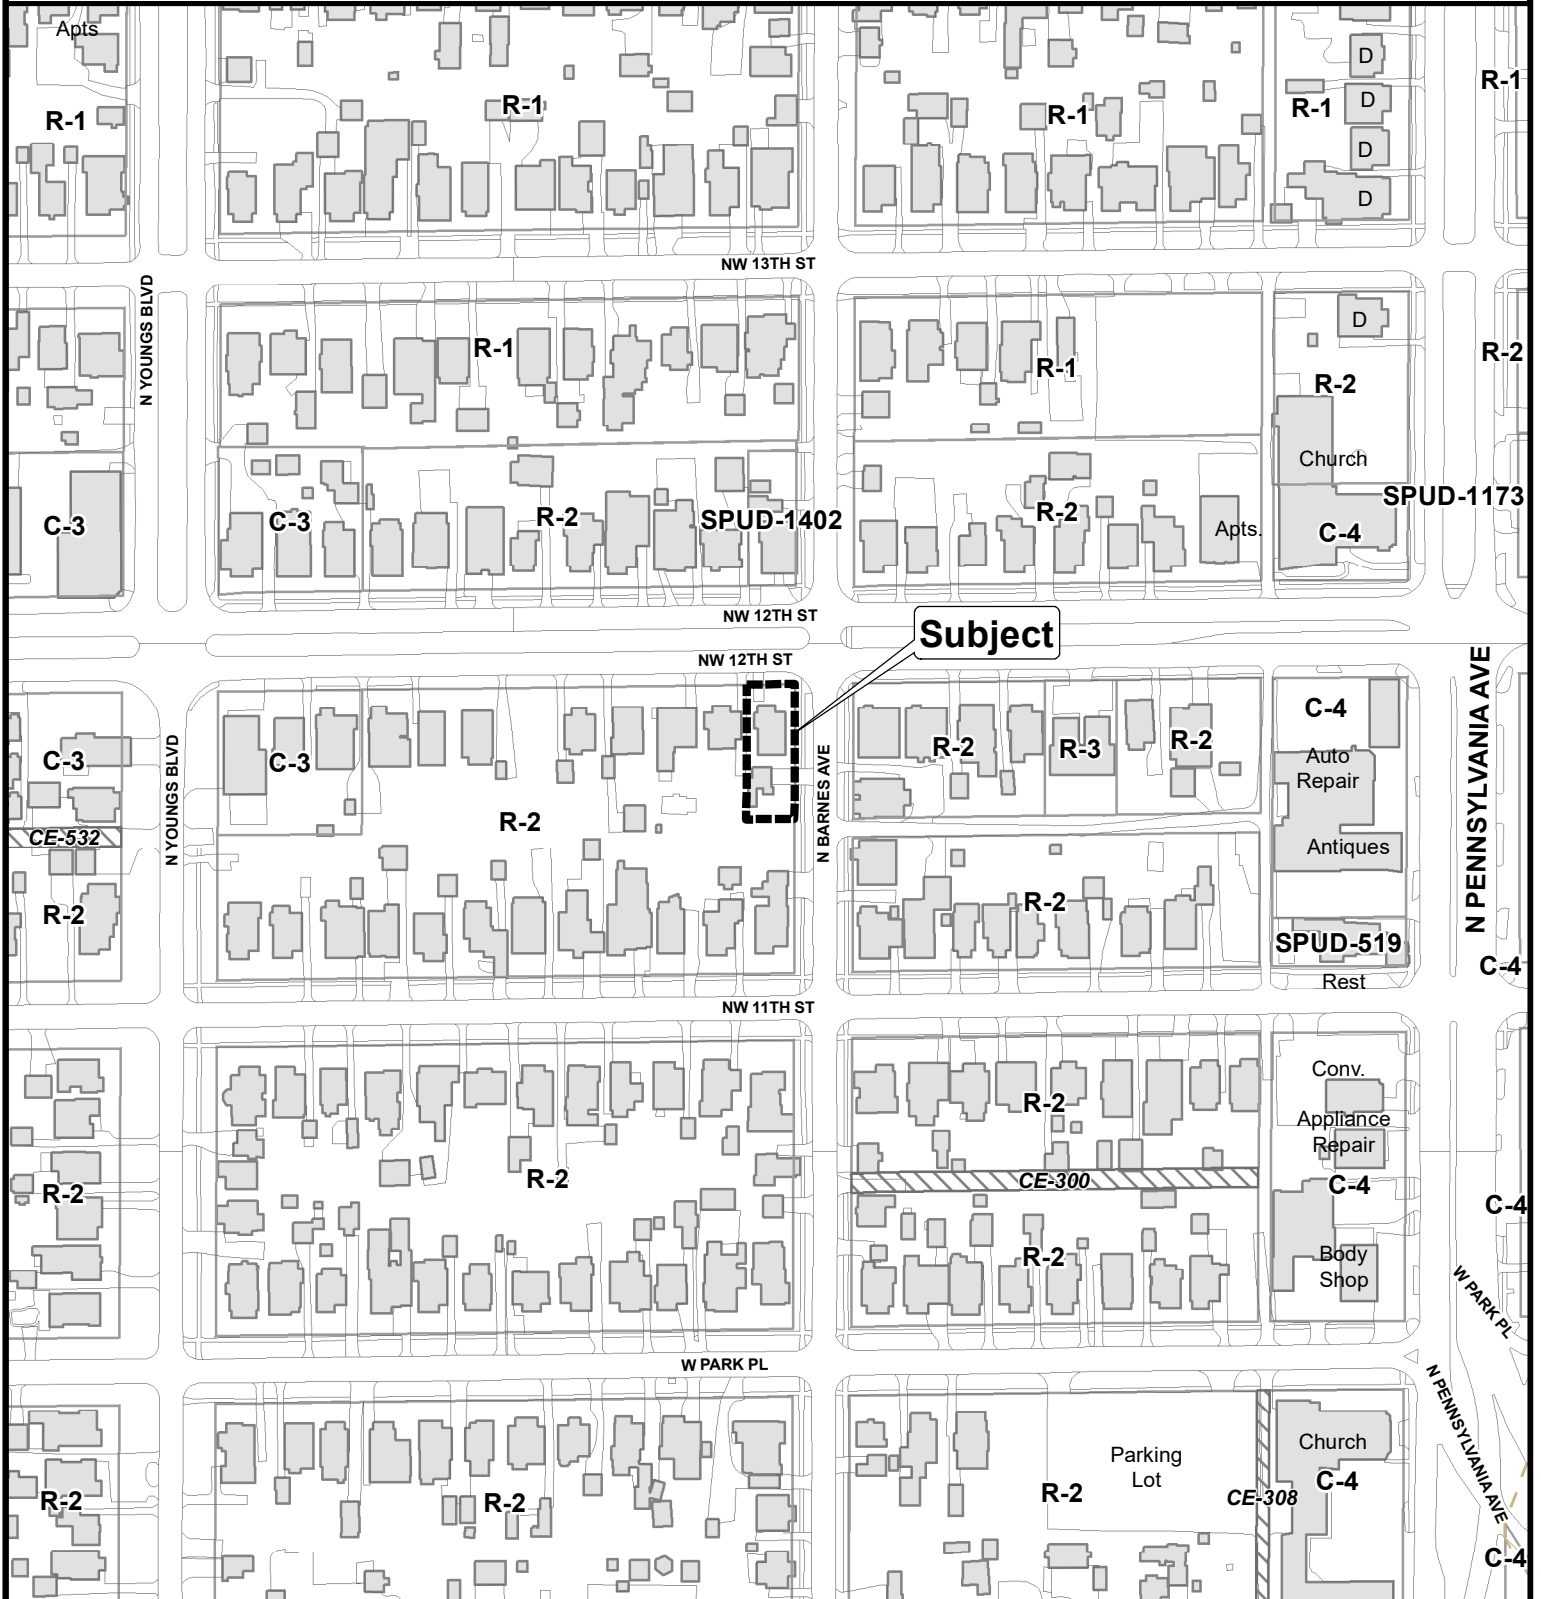 Apts
D
R-1
R-1
D
R-1
R-1
R-1
R-1
D
D
NW 13TH ST
N YOUNGS BLVD
D
R-1
R-2
R-1
R-2
Church
SPUD-1173
C-3
C-3
R-2
SPUD-1402
R-2
Apts.
C-4
NW 12TH ST
Subject
NW 12TH ST
N PENNSYLVANIA AVE
C-4
C-3
C-3
N YOUNGS BLVD
N BARNES AVE
R-2
R-3
R-2
Auto
Repair
R-2
CE-532
Antiques
R-2
R-2
SPUD-519
C-4
Rest
NW 11TH ST
Conv.
R-2
Appliance
Repair
R-2
R-2
CE-300
C-4
C-4
R-2
Body
Shop
W PARK PL
W PARK PL
N PENNSYLVANIA AVE
Church
Parking
Lot
C-4
R-2
R-2
R-2
CE-308
C-4